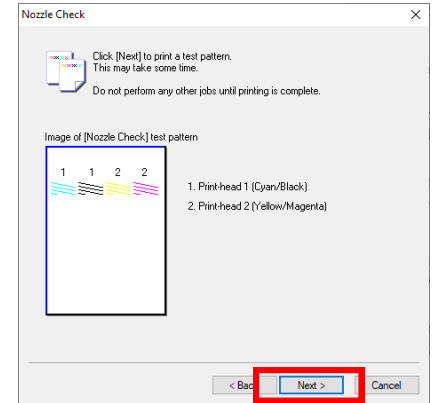 Nozzle Check
Click [Next] to print a test pattern.
This may take some time.
Do not perform any other jobs until printing is complete.
Image of [Nozzle Check] test pattern
1 1 2 2
1. Print-head 1 (Cyan/Black)
2. Print-head 2 (Yellow/Magenta)
< Bac Next > Cancel